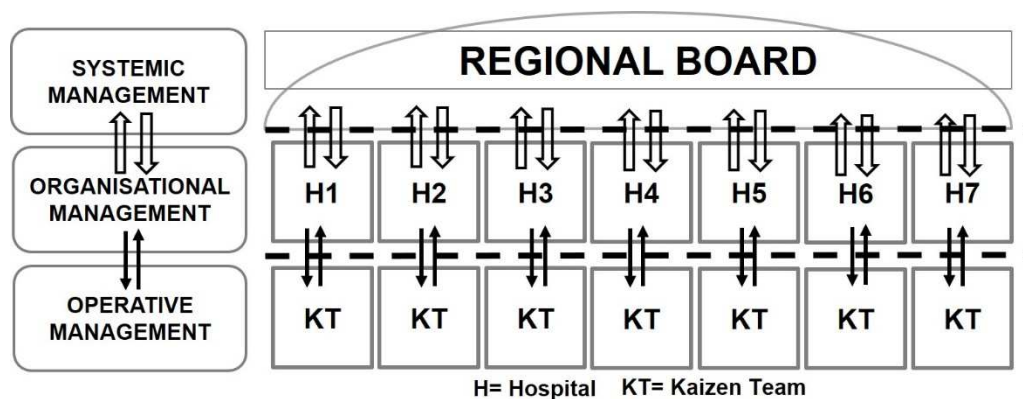 SYSTEMIC
MANAGEMENT
REGIONAL BOARD
ORGANISATIONAL
MANAGEMENT
H1 H2 H3 H4 H5 H6 H7
OPERATIVE
MANAGEMENT
KT KT KT KT KT KT KT
H= Hospital KT= Kaizen Team